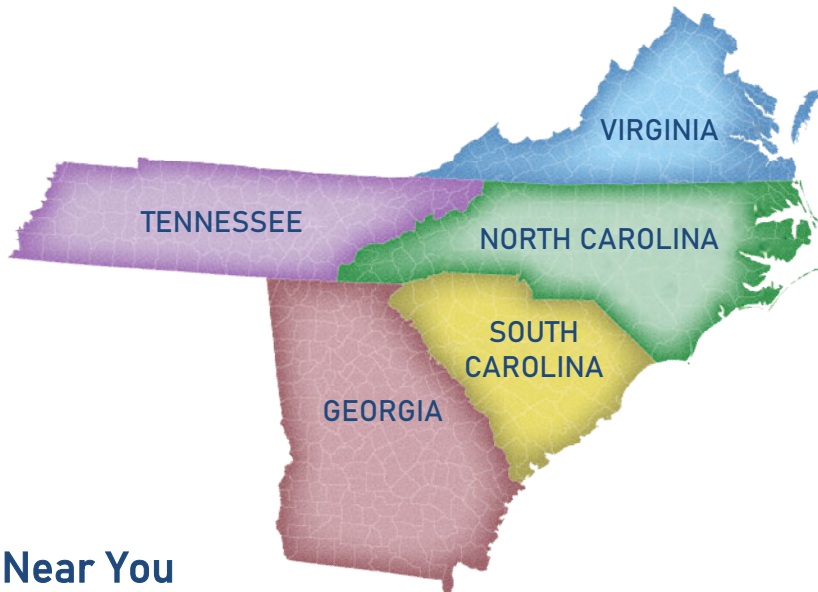 VIRGINIA
TENNESSEE
NORTH CAROLINA
SOUTH
CAROLINA
GEORGIA
Near You